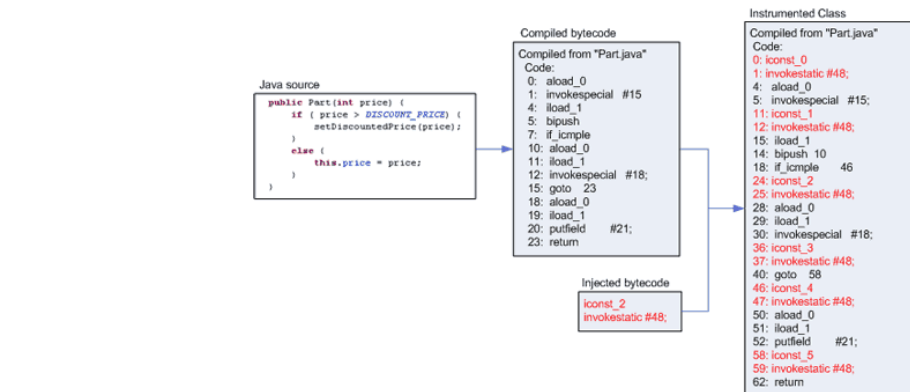 Java source
public Part(int price) {
if ( price > DISCOUNT_PRICE) {
setDiscountedPrice(price);
}
else {
this.price = price;
}
}
Compiled bytecode
Compiled from "Part.java"
Code:
0: aload_0
1: invokespecial #15
4: iload_1
5: bipush
7: if_icmple
10: aload_0
11: iload_1
12: invokespecial #18;
15: goto 23
18: aload_0
19: iload_1
20: putfield #21;
23: return
Injected bytecode
iconst_2
invokestatic #48;
Instrumented Class
Compiled from "Part.java"
Code:
0: iconst_0
1: invokestatic #48;
4: aload_0
5: invokespecial #15;
11: iconst_1
12: invokestatic #48;
15: iload_1
14: bipush 10
18: if_icmple 46
24: iconst_2
25: invokestatic #48;
28: aload_0
29: iload_1
30: invokespecial #18;
36: iconst_3
37: invokestatic #48;
40: goto 58
46: iconst_4
47: invokestatic #48;
50: aload_0
51: iload_1
52: putfield #21;
58: iconst_5
59: invokestatic #48;
62: return